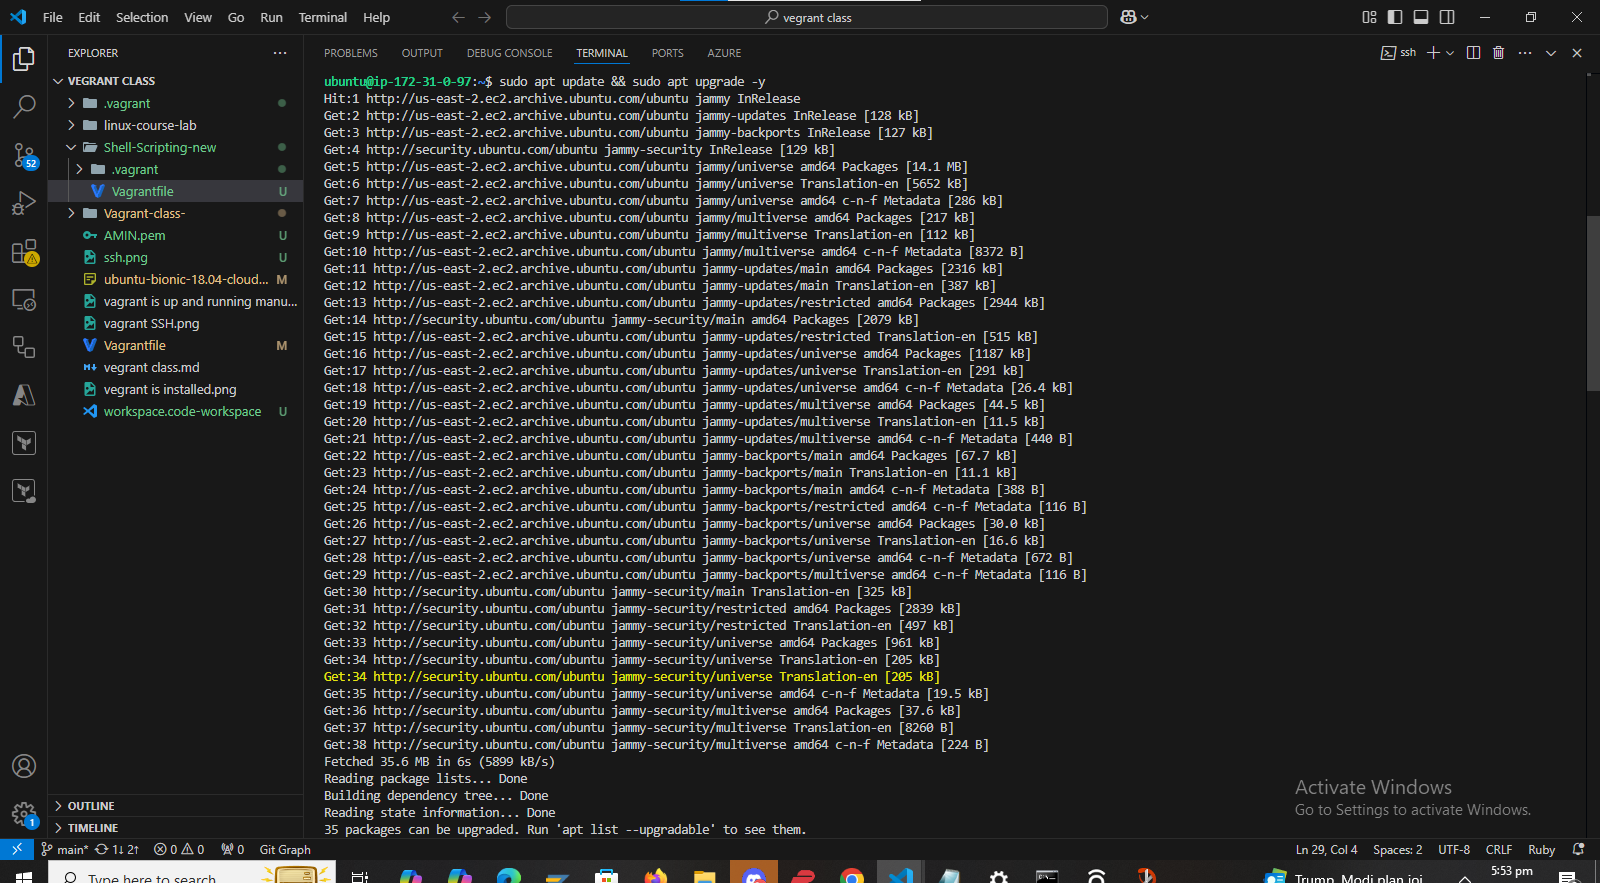 File Edit Selection View Go Run Terminal Help
vegrant class
EXPLORER
PROBLEMS OUTPUT DEBUG CONSOLE TERMINAL PORTS AZURE
ssh
VEGRANT CLASS
.vagrant
linux-course-lab
Shell-Scripting-new
.vagrant
Vagrantfile U
Vagrant-class-
AMIN.pem U
ssh.png U
ubuntu-bionic-18.04-cloud... M
vagrant is up and running manu...
vagrant SSH.png
Vagrantfile M
vegrant class.md
vegrant is installed.png
workspace.code-workspace U
OUTLINE
TIMELINE
52
1
ubuntu@ip-172-31-0-97:~$ sudo apt update && sudo apt upgrade -y
Hit:1 http://us-east-2.ec2.archive.ubuntu.com/ubuntu jammy InRelease
Get:2 http://us-east-2.ec2.archive.ubuntu.com/ubuntu jammy-updates InRelease [128 kB]
Get:3 http://us-east-2.ec2.archive.ubuntu.com/ubuntu jammy-backports InRelease [127 kB]
Get:4 http://security.ubuntu.com/ubuntu jammy-security InRelease [129 kB]
Get:5 http://us-east-2.ec2.archive.ubuntu.com/ubuntu jammy/universe amd64 Packages [14.1 MB]
Get:6 http://us-east-2.ec2.archive.ubuntu.com/ubuntu jammy/universe Translation-en [5652 kB]
Get:7 http://us-east-2.ec2.archive.ubuntu.com/ubuntu jammy/universe amd64 c-n-f Metadata [286 kB]
Get:8 http://us-east-2.ec2.archive.ubuntu.com/ubuntu jammy/multiverse amd64 Packages [217 kB]
Get:9 http://us-east-2.ec2.archive.ubuntu.com/ubuntu jammy/multiverse Translation-en [112 kB]
Get:10 http://us-east-2.ec2.archive.ubuntu.com/ubuntu jammy/multiverse amd64 c-n-f Metadata [8372 B]
Get:11 http://us-east-2.ec2.archive.ubuntu.com/ubuntu jammy-updates/main amd64 Packages [2316 kB]
Get:12 http://us-east-2.ec2.archive.ubuntu.com/ubuntu jammy-updates/main Translation-en [387 kB]
Get:13 http://us-east-2.ec2.archive.ubuntu.com/ubuntu jammy-updates/restricted amd64 Packages [2944 kB]
Get:14 http://security.ubuntu.com/ubuntu jammy-security/main amd64 Packages [2079 kB]
Get:15 http://us-east-2.ec2.archive.ubuntu.com/ubuntu jammy-updates/restricted Translation-en [515 kB]
Get:16 http://us-east-2.ec2.archive.ubuntu.com/ubuntu jammy-updates/universe amd64 Packages [1187 kB]
Get:17 http://us-east-2.ec2.archive.ubuntu.com/ubuntu jammy-updates/universe Translation-en [291 kB]
Get:18 http://us-east-2.ec2.archive.ubuntu.com/ubuntu jammy-updates/universe amd64 c-n-f Metadata [26.4 kB]
Get:19 http://us-east-2.ec2.archive.ubuntu.com/ubuntu jammy-updates/multiverse amd64 Packages [44.5 kB]
Get:20 http://us-east-2.ec2.archive.ubuntu.com/ubuntu jammy-updates/multiverse Translation-en [11.5 kB]
Get:21 http://us-east-2.ec2.archive.ubuntu.com/ubuntu jammy-updates/multiverse amd64 c-n-f Metadata [440 B]
Get:22 http://us-east-2.ec2.archive.ubuntu.com/ubuntu jammy-backports/main amd64 Packages [67.7 kB]
Get:23 http://us-east-2.ec2.archive.ubuntu.com/ubuntu jammy-backports/main Translation-en [11.1 kB]
Get:24 http://us-east-2.ec2.archive.ubuntu.com/ubuntu jammy-backports/main amd64 c-n-f Metadata [388 B]
Get:25 http://us-east-2.ec2.archive.ubuntu.com/ubuntu jammy-backports/restricted amd64 c-n-f Metadata [116 B]
Get:26 http://us-east-2.ec2.archive.ubuntu.com/ubuntu jammy-backports/universe amd64 Packages [30.0 kB]
Get:27 http://us-east-2.ec2.archive.ubuntu.com/ubuntu jammy-backports/universe Translation-en [16.6 kB]
Get:28 http://us-east-2.ec2.archive.ubuntu.com/ubuntu jammy-backports/universe amd64 c-n-f Metadata [672 B]
Get:29 http://us-east-2.ec2.archive.ubuntu.com/ubuntu jammy-backports/multiverse amd64 c-n-f Metadata [116 B]
Get:30 http://security.ubuntu.com/ubuntu jammy-security/main Translation-en [325 kB]
Get:31 http://security.ubuntu.com/ubuntu jammy-security/restricted amd64 Packages [2839 kB]
Get:32 http://security.ubuntu.com/ubuntu jammy-security/restricted Translation-en [497 kB]
Get:33 http://security.ubuntu.com/ubuntu jammy-security/universe amd64 Packages [961 kB]
Get:34 http://security.ubuntu.com/ubuntu jammy-security/universe Translation-en [205 kB]
Get:34 http://security.ubuntu.com/ubuntu jammy-security/universe Translation-en [205 kB]
Get:35 http://security.ubuntu.com/ubuntu jammy-security/universe amd64 c-n-f Metadata [19.5 kB]
Get:36 http://security.ubuntu.com/ubuntu jammy-security/multiverse amd64 Packages [37.6 kB]
Get:37 http://security.ubuntu.com/ubuntu jammy-security/multiverse Translation-en [8260 B]
Get:38 http://security.ubuntu.com/ubuntu jammy-security/multiverse amd64 c-n-f Metadata [224 B]
Fetched 35.6 MB in 6s (5899 kB/s)
Reading package lists... Done
Building dependency tree... Done
Reading state information... Done
35 packages can be upgraded. Run 'apt list --upgradable' to see them.
Activate Windows
Go to Settings to activate Windows.
main* 1↓ 2↑ 0 0 0 Git Graph
Ln 29, Col 4 Spaces: 2 UTF-8 CRLF Ruby
Type here to search
Trump, Modi plan
5:53 pm